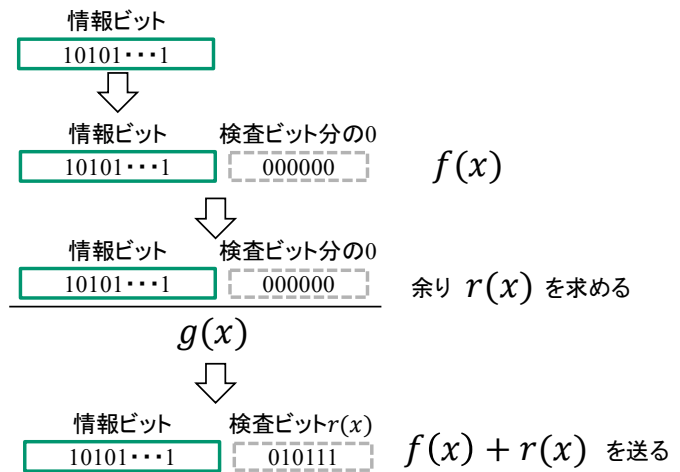 情報ビット
10101・・・1
情報ビット 検査ビット分の0
10101・・・1 000000 f(x)
情報ビット 検査ビット分の0
10101・・・1 000000 余り r(x) を求める
g(x)
情報ビット 検査ビットr(x)
10101・・・1 010111 f(x) + r(x) を送る